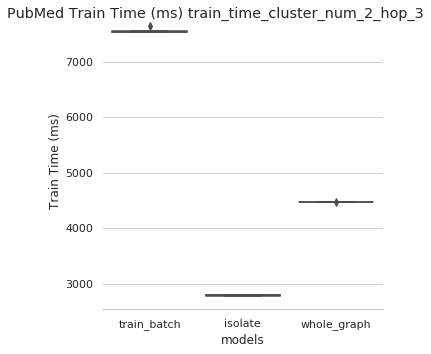 PubMed Train Time (ms) train_time_cluster_num_2_hop_3
7000
6000
5000
4000
3000
Train Time (ms)
train_batch isolate whole_graph
models